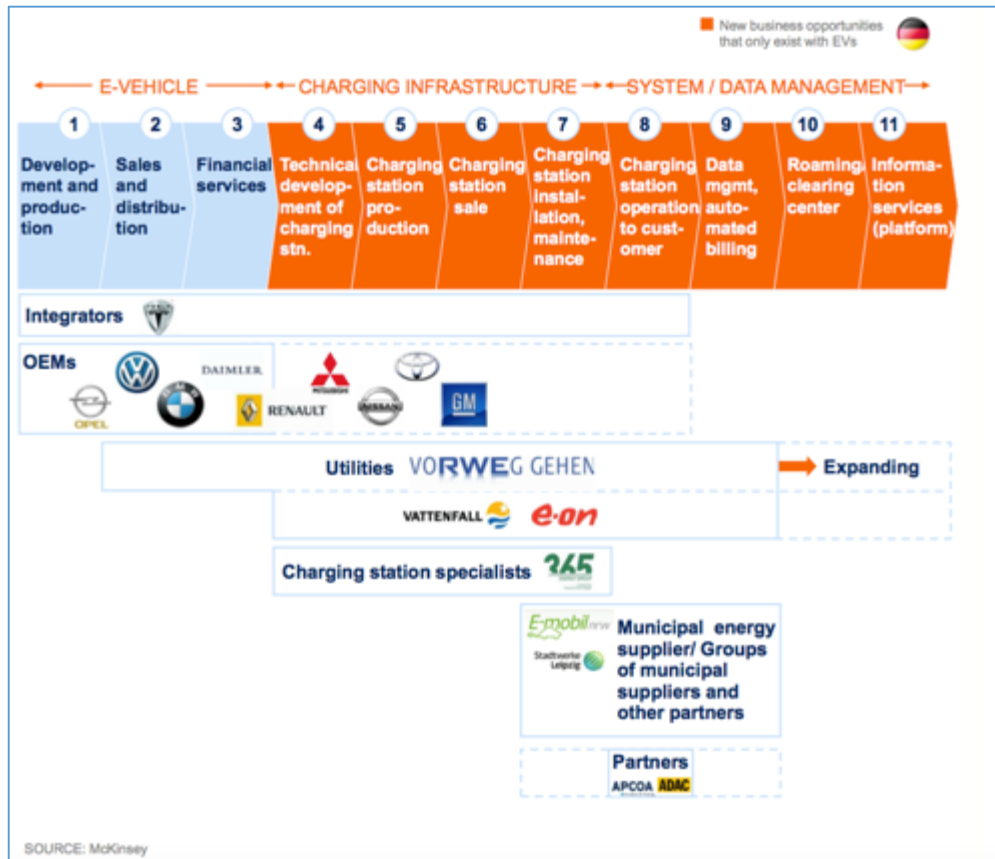 New business opportunities
that only exist with EVs
E-VEHICLE
CHARGING INFRASTRUCTURE
SYSTEM / DATA MANAGEMENT
1
2
3
4
5
6
7
8
9
10
11
Develop-
ment and
produc-
tion
Sales
and
distribu-
tion
Financial
services
Technical
develop-
ment of
charging
stn.
Charging
station
pro-
duction
Charging
station
sale
Charging
station
instal-
lation,
mainte-
nance
Charging
station
operation
to cust-
omer
Data
mgmt,
auto-
mated
billing
Roaming/
clearing
center
Informa-
tion
services
(platform)
Integrators
OEMs
OPEL
DAIMLER
RENAULT
MITSUBISHI
NISSAN
GM
Utilities
VORWEG GEHEN
Expanding
VATTENFALL
e·on
Charging station specialists
365
E-mobil nrw
Stadtwerke
Leipzig
Municipal energy
supplier/ Groups
of municipal
suppliers and
other partners
Partners
APCOA
ADAC
SOURCE: McKinsey